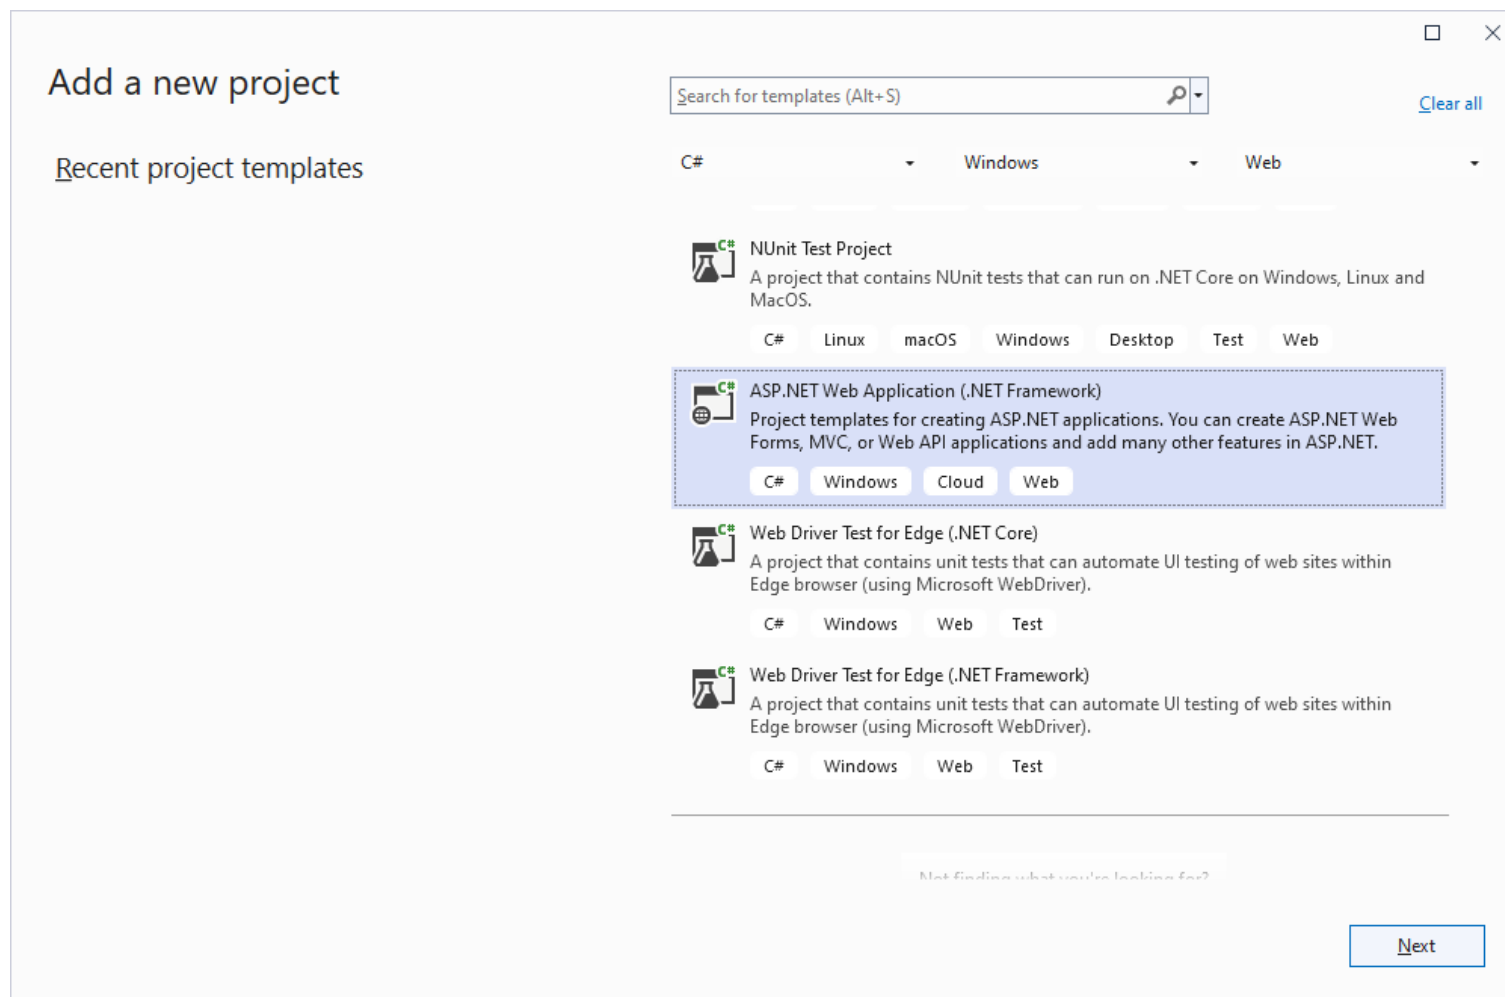 Add a new project
Search for templates (Alt+S)
Clear all
Recent project templates
C# Windows Web
C#
NUnit Test Project
A project that contains NUnit tests that can run on .NET Core on Windows, Linux and
MacOS.
C# Linux macOS Windows Desktop Test Web
C#
ASP.NET Web Application (.NET Framework)
Project templates for creating ASP.NET applications. You can create ASP.NET Web
Forms, MVC, or Web API applications and add many other features in ASP.NET.
C# Windows Cloud Web
C#
Web Driver Test for Edge (.NET Core)
A project that contains unit tests that can automate UI testing of web sites within
Edge browser (using Microsoft WebDriver).
C# Windows Web Test
C#
Web Driver Test for Edge (.NET Framework)
A project that contains unit tests that can automate UI testing of web sites within
Edge browser (using Microsoft WebDriver).
C# Windows Web Test
Not finding what you're looking for?
Next